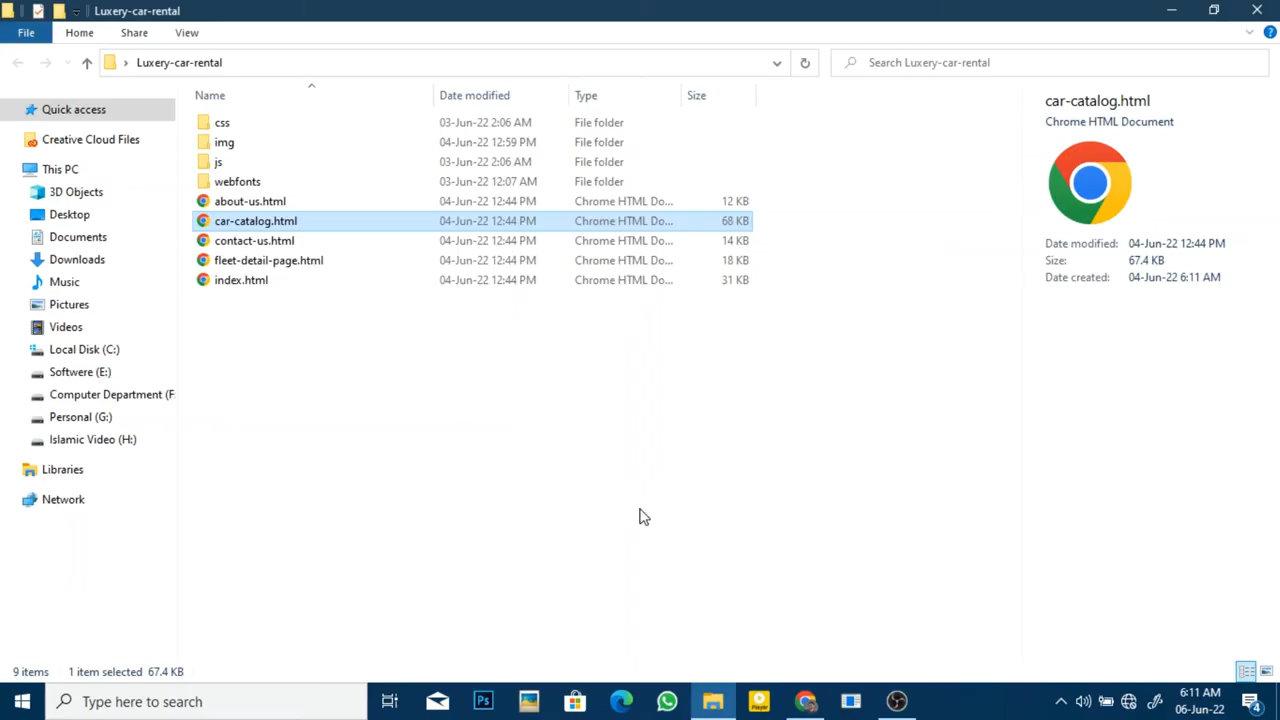 Luxery-car-rental
File Home Share View
Luxery-car-rental
Search Luxery-car-rental
Name Date modified Type Size
Quick access
Creative Cloud Files
This PC
3D Objects
Desktop
Documents
Downloads
Music
Pictures
Videos
Local Disk (C:)
Softwere (E:)
Computer Department (F:
Personal (G:)
Islamic Video (H:)
Libraries
Network
css 03-Jun-22 2:06 AM File folder
img 04-Jun-22 12:59 PM File folder
js 03-Jun-22 2:06 AM File folder
webfonts 03-Jun-22 12:07 AM File folder
about-us.html 04-Jun-22 12:44 PM Chrome HTML Do... 12 KB
car-catalog.html 04-Jun-22 12:44 PM Chrome HTML Do... 68 KB
contact-us.html 04-Jun-22 12:44 PM Chrome HTML Do... 14 KB
fleet-detail-page.html 04-Jun-22 12:44 PM Chrome HTML Do... 18 KB
index.html 04-Jun-22 12:44 PM Chrome HTML Do... 31 KB
car-catalog.html
Chrome HTML Document
Date modified: 04-Jun-22 12:44 PM
Size: 67.4 KB
Date created: 04-Jun-22 6:11 AM
9 items 1 item selected 67.4 KB
Type here to search
Ps
Player
6:11 AM
06-Jun-22
4